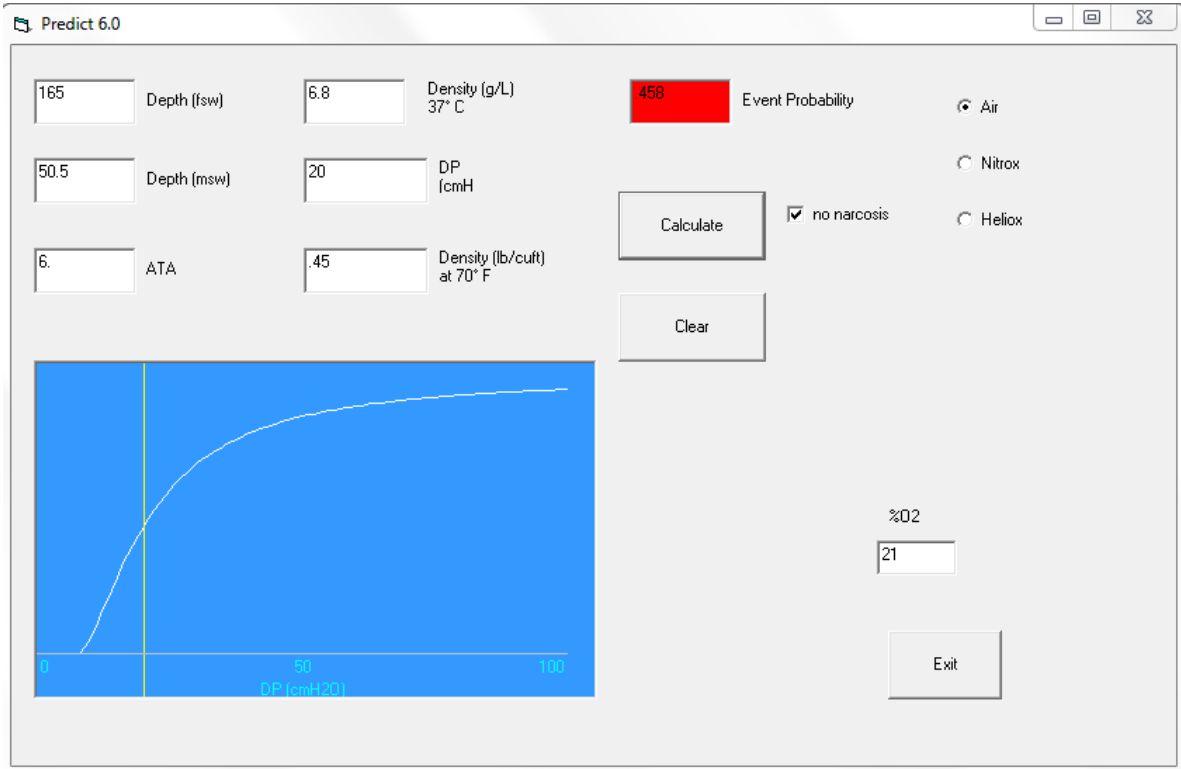 Predict 6.0
165
Depth (fsw)
6.8
Density (g/L)
37° C
.458
Event Probability
Air
50.5
Depth (msw)
20
DP
(cmH
Nitrox
Calculate
no narcosis
Heliox
6.
ATA
.45
Density (lb/cuft)
at 70° F
Clear
0
50
100
DP (cmH2O)
%O2
21
Exit